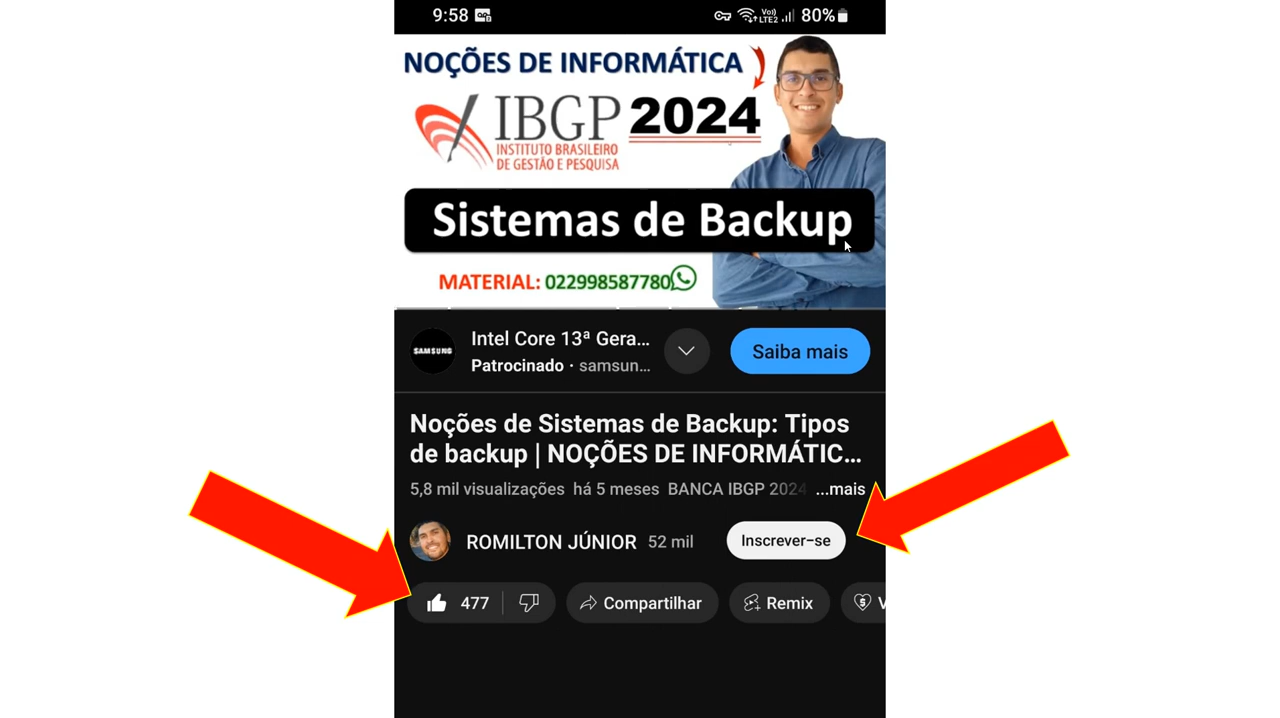 9:58 Vo) LTE2 80%
NOÇÕES DE INFORMÁTICA
IBGP 2024
INSTITUTO BRASILEIRO
DE GESTÃO E PESQUISA
Sistemas de Backup
MATERIAL: 022998587780
Intel Core 13ª Gera...
SAMSUNG
Patrocinado · samsun...
Saiba mais
Noções de Sistemas de Backup: Tipos
de backup | NOÇÕES DE INFORMÁTIC...
5,8 mil visualizações há 5 meses BANCA IBGP 2024 ...mais
ROMILTON JÚNIOR 52 mil Inscrever-se
477 Compartilhar Remix V